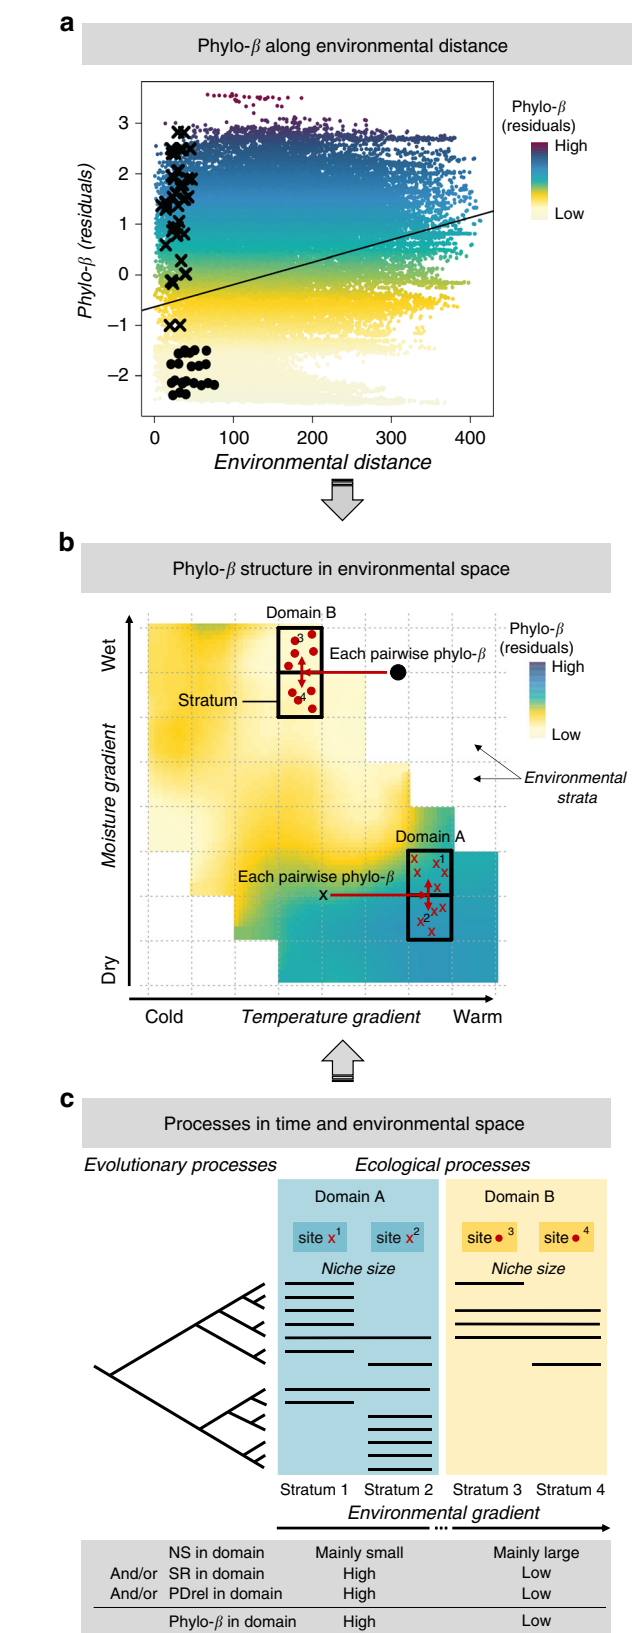 a
Phylo-β along environmental distance
Phylo-β (residuals)
3
2
1
0
−1
−2
0 100 200 300 400
Environmental distance
Phylo-β
(residuals)
High
Low
b
Phylo-β structure in environmental space
Domain B
Wet
3
Each pairwise phylo-β
Stratum
4
Phylo-β
(residuals)
High
Low
Environmental
strata
Moisture gradient
Domain A
x 1
Each pairwise phylo-β
x
2
Dry
Cold Temperature gradient Warm
c
Processes in time and environmental space
Evolutionary processes Ecological processes
Domain A Domain B
site x1 site x2 site 3 site 4
Niche size Niche size
Stratum 1 Stratum 2 Stratum 3 Stratum 4
Environmental gradient
NS in domain Mainly small Mainly large
And/or SR in domain High Low
And/or PDrel in domain High Low
Phylo-β in domain High Low